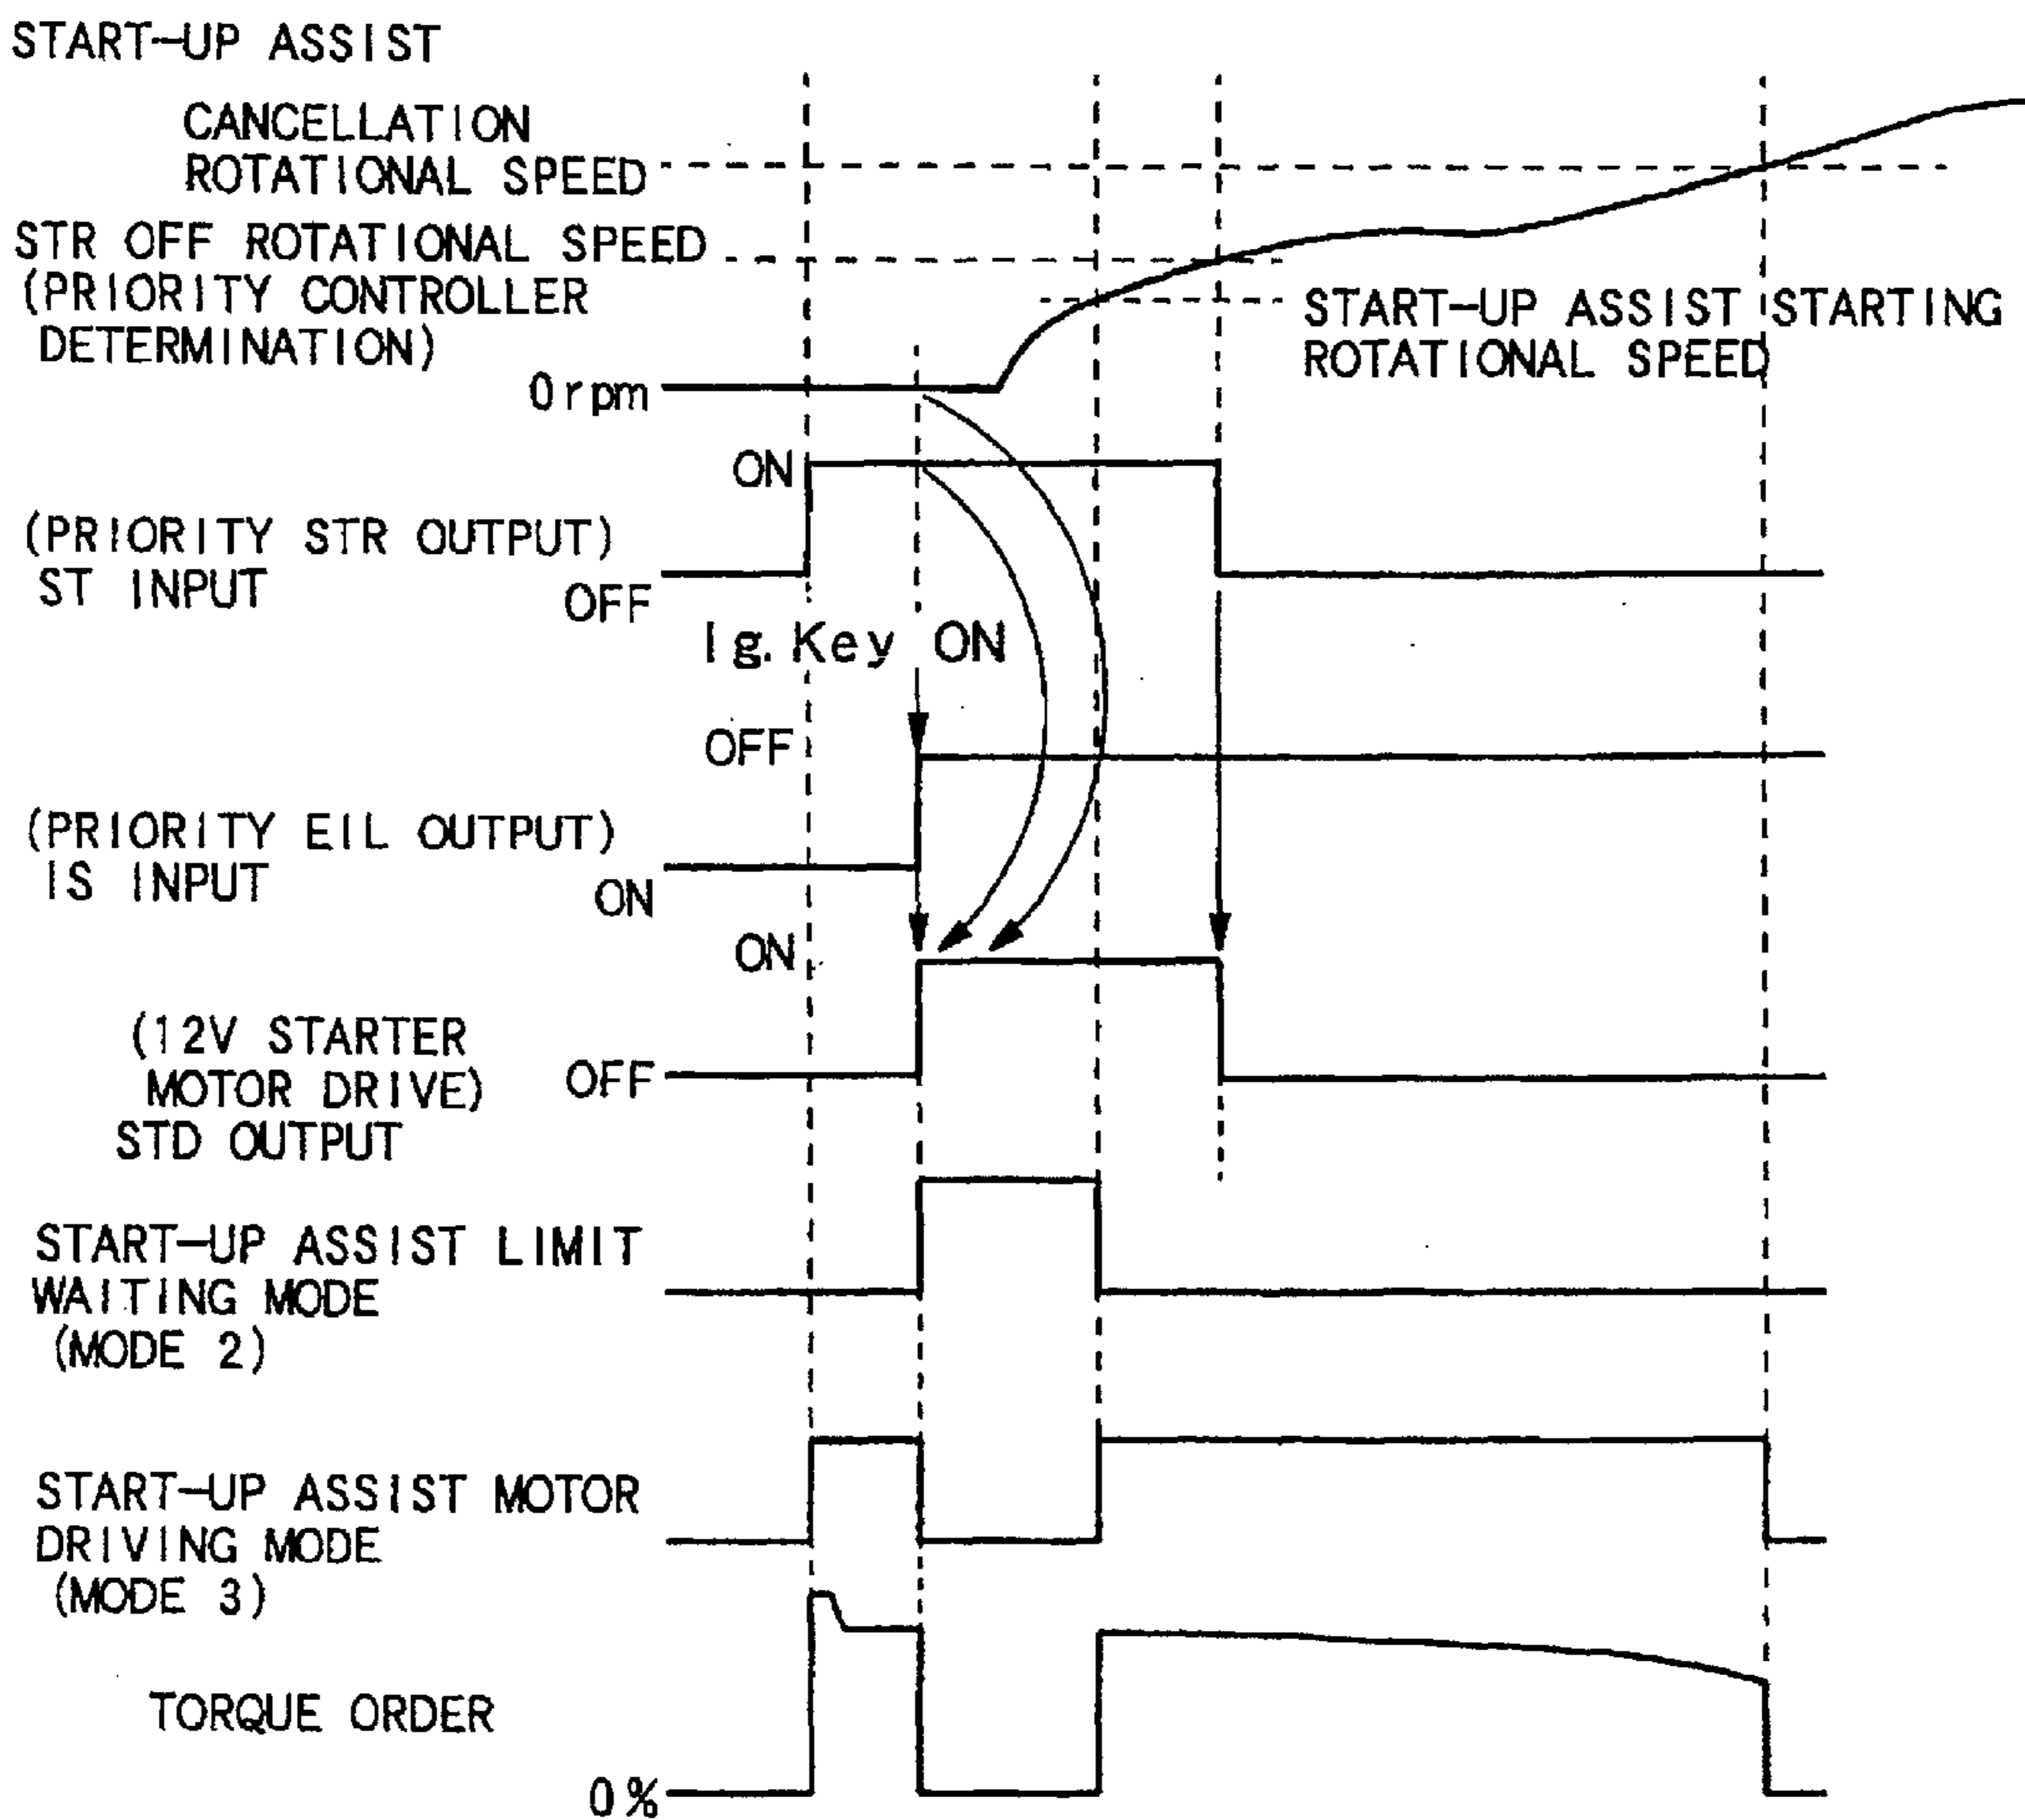 START-UP ASSIST
CANCELLATION
ROTATIONAL SPEED
STR OFF ROTATIONAL SPEED
(PRIORITY CONTROLLER
DETERMINATION)
START-UP ASSIST STARTING
ROTATIONAL SPEED
0rpm
ON
(PRIORITY STR OUTPUT)
ST INPUT
OFF
Ig.Key ON
OFF
(PRIORITY EIL OUTPUT)
IS INPUT
ON
ON
(12V STARTER
MOTOR DRIVE)
OFF
STD OUTPUT
START-UP ASSIST LIMIT
WAITING MODE
(MODE 2)
START-UP ASSIST MOTOR
DRIVING MODE
(MODE 3)
TORQUE ORDER
0%